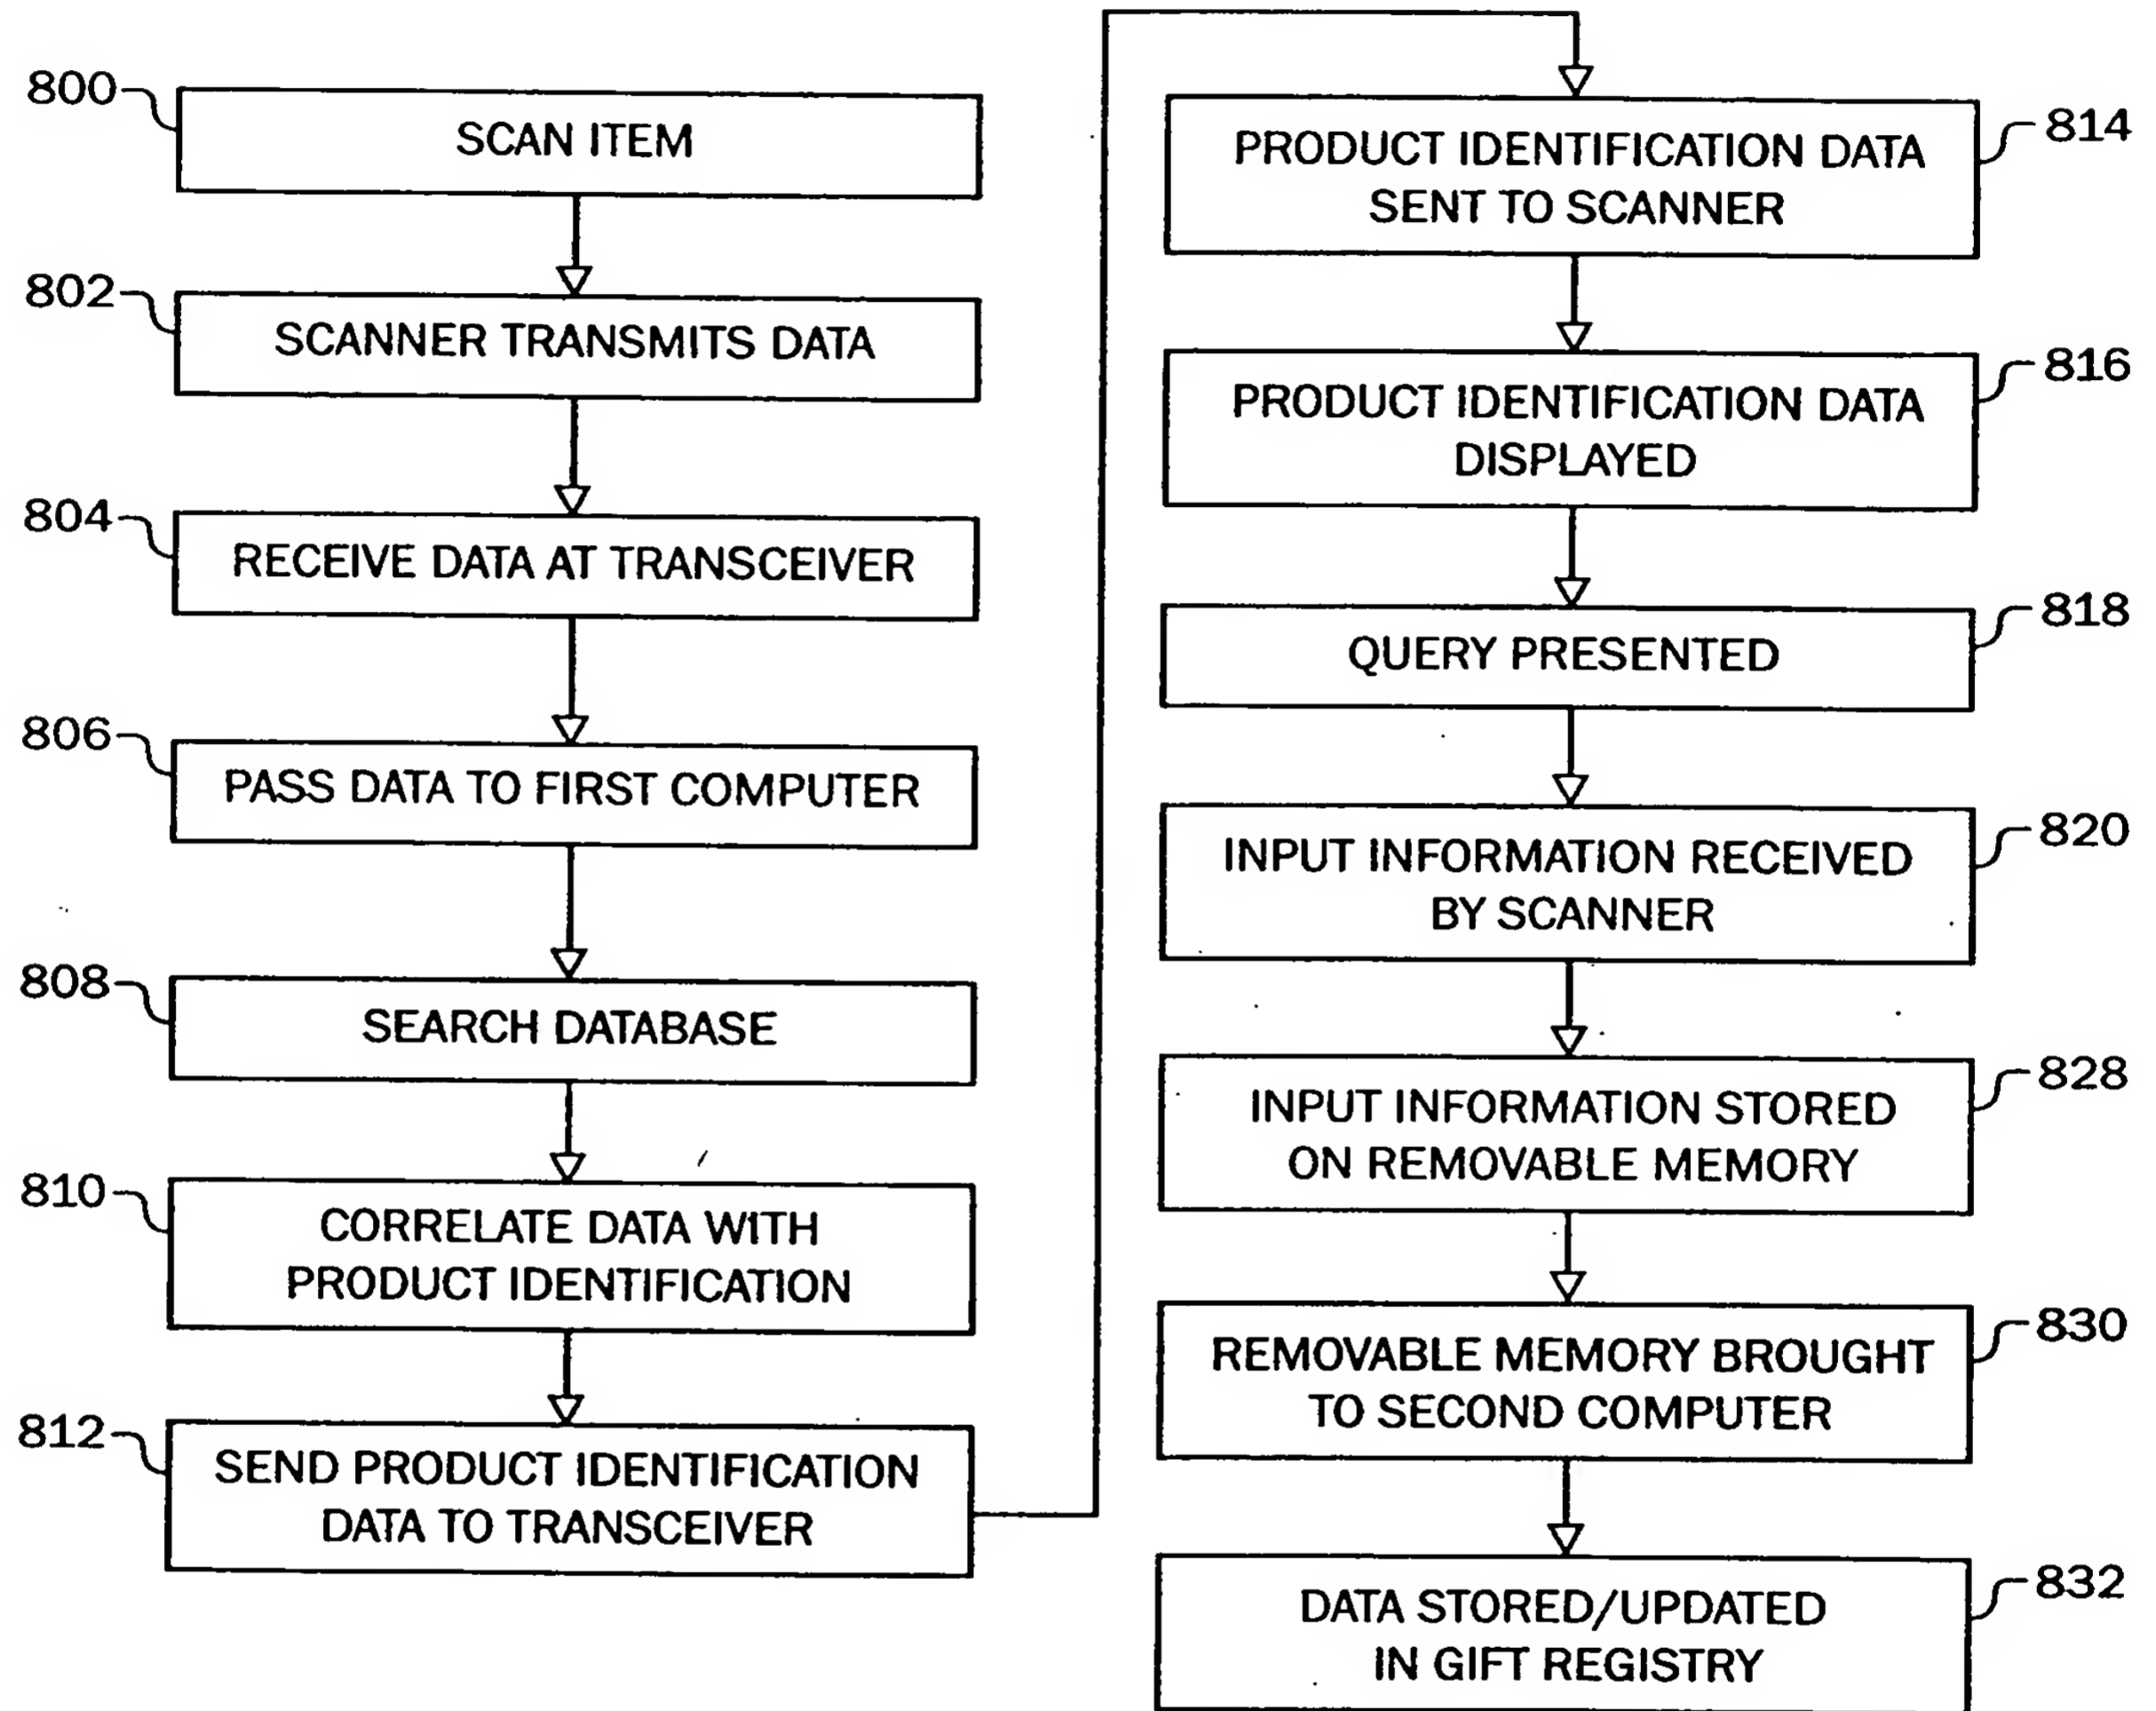 800
SCAN ITEM
802
SCANNER TRANSMITS DATA
804
RECEIVE DATA AT TRANSCEIVER
806
PASS DATA TO FIRST COMPUTER
808
SEARCH DATABASE
810
CORRELATE DATA WITH
PRODUCT IDENTIFICATION
812
SEND PRODUCT IDENTIFICATION
DATA TO TRANSCEIVER
814
PRODUCT IDENTIFICATION DATA
SENT TO SCANNER
816
PRODUCT IDENTIFICATION DATA
DISPLAYED
818
QUERY PRESENTED
820
INPUT INFORMATION RECEIVED
BY SCANNER
828
INPUT INFORMATION STORED
ON REMOVABLE MEMORY
830
REMOVABLE MEMORY BROUGHT
TO SECOND COMPUTER
832
DATA STORED/UPDATED
IN GIFT REGISTRY